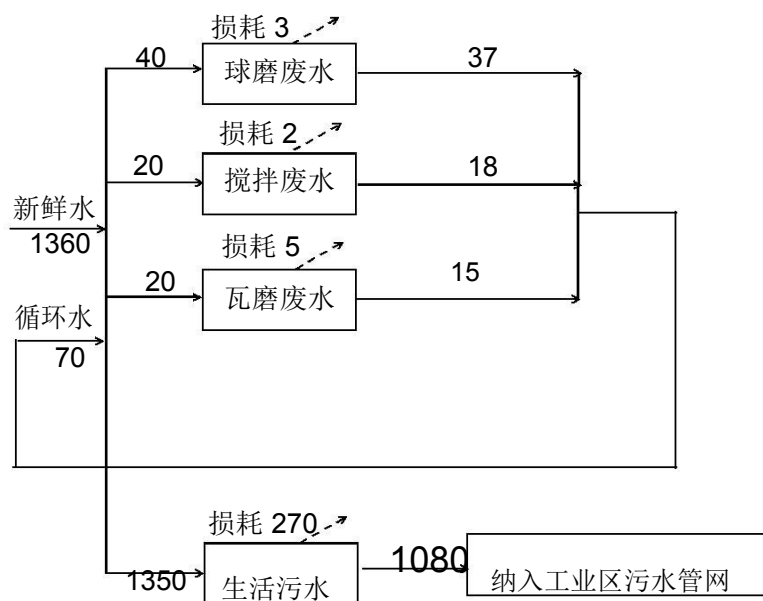 损耗 3
40
球磨废水
37
损耗 2
20
搅拌废水
18
新鲜水
1360
损耗 5
20
瓦磨废水
15
循环水
70
损耗 270
1350
生活污水
1080
纳入工业区污水管网